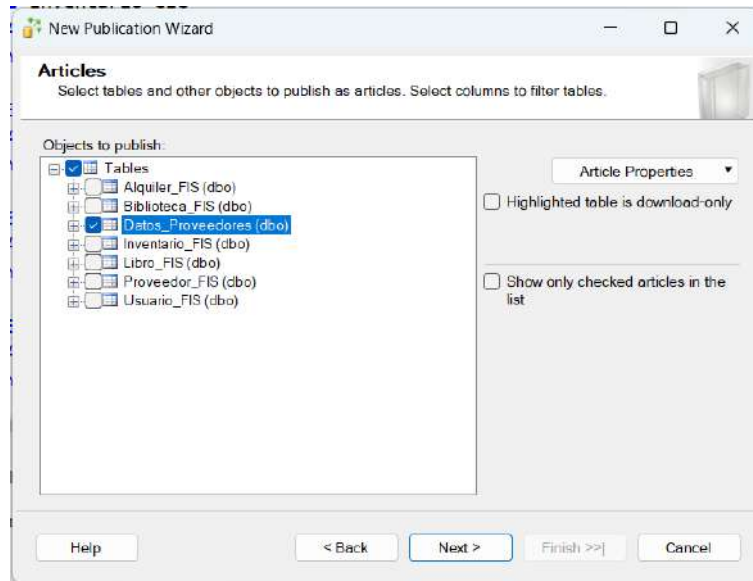 New Publication Wizard
Articles
Select tables and other objects to publish as articles. Select columns to filter tables.
Objects to publish:
Tables
Alquiler_FIS (dbo)
Biblioteca_FIS (dbo)
Datos_Proveedores (dbo)
Inventario_FIS (dbo)
Libro_FIS (dbo)
Proveedor_FIS (dbo)
Usuario_FIS (dbo)
Article Properties
Highlighted table is download-only
Show only checked articles in the
list
Help
< Back
Next >
Finish >>|
Cancel